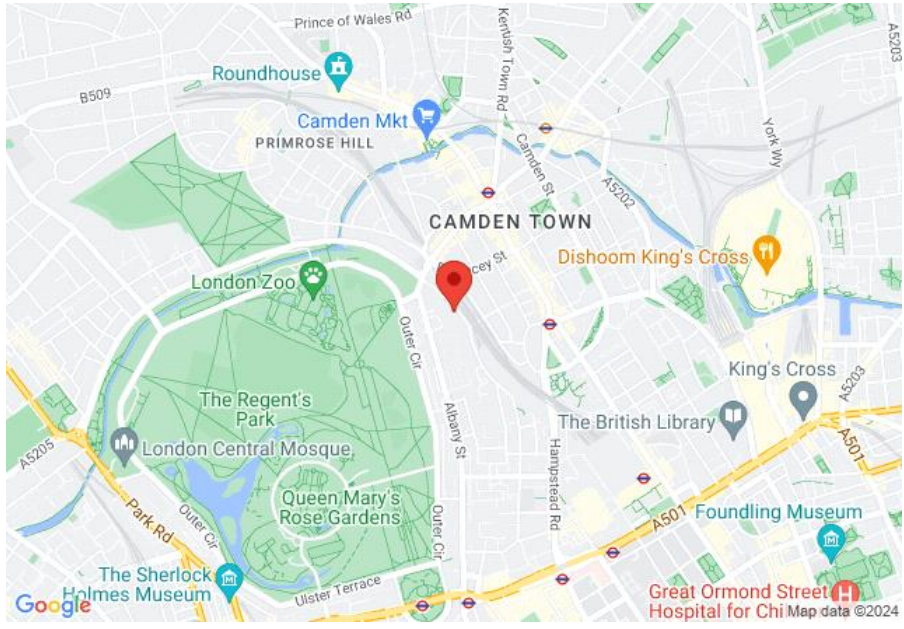 Prince of Wales Rd
Kentish Town Rd
A5203
Roundhouse
B509
Camden Mkt
PRIMROSE HILL
Camden St
York Wy
A5202
CAMDEN TOWN
Dishoom King's Cross
London Zoo
Outer Cir
King's Cross
A5203
The Regent's
Park
Albany St
The British Library
A5205
London Central Mosque
Hampstead Rd
A501
Queen Mary's
Rose Gardens
Outer Cir
Park Rd
Outer Cir
A501
Foundling Museum
The Sherlock
Holmes Museum
Ulster Terrace
Great Ormond Street
Hospital for Chi
Google
Map data ©2024